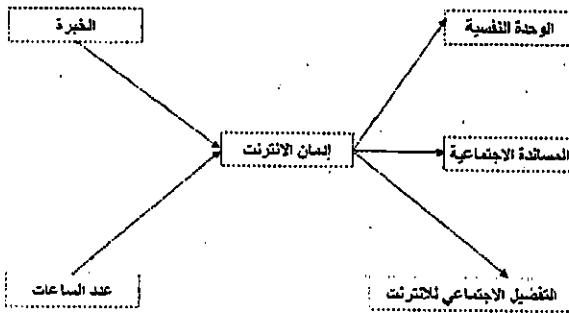 الخبرة
الوحدة النفسية
إدمان الانترنت
المساندة الاجتماعية
عدد الساعات
التفضيل الاجتماعي للانترنت